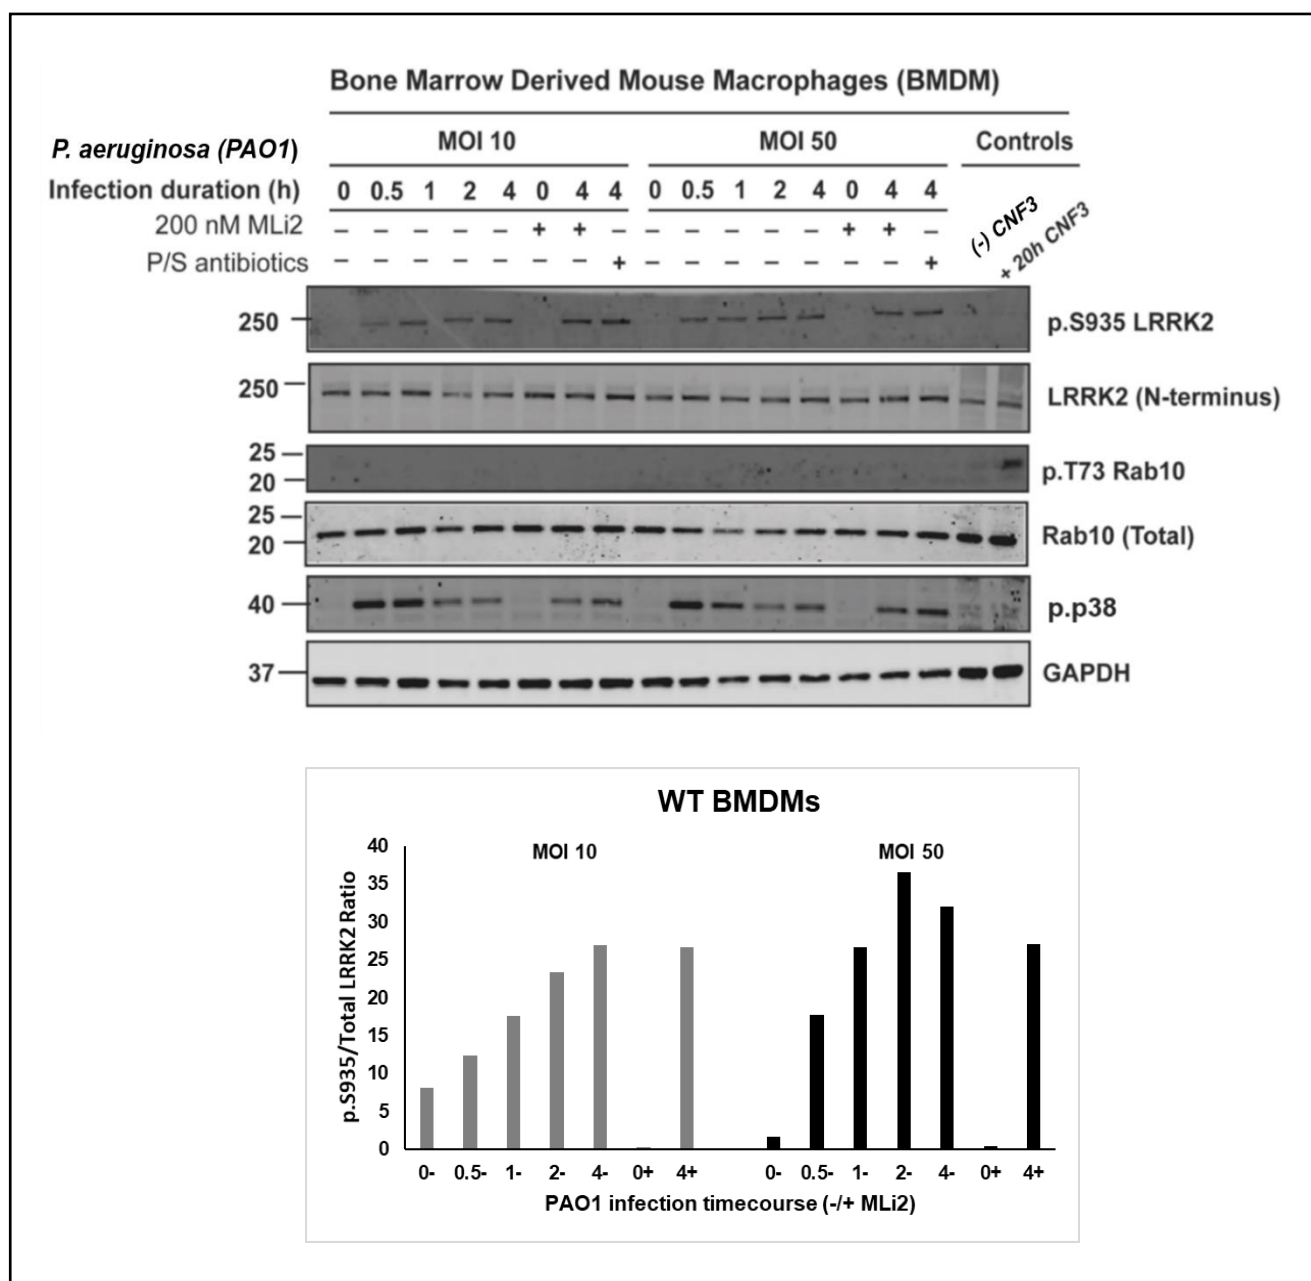 Bone Marrow Derived Mouse Macrophages (BMDM)
P. aeruginosa (PAO1) MOI 10 MOI 50 Controls
Infection duration (h) 0 0.5 1 2 4 0 4 4 0 0.5 1 2 4 0 4 4
(-) CNF3
+ 20h CNF3
200 nM MLi2 – – – – – + + – – – – – – + + –
P/S antibiotics – – – – – – – + – – – – – – – +
250 p.S935 LRRK2
250 LRRK2 (N-terminus)
25
20 p.T73 Rab10
25
20 Rab10 (Total)
40 p.p38
37 GAPDH
WT BMDMs
MOI 10 MOI 50
p.S935/Total LRRK2 Ratio
40
35
30
25
20
15
10
5
0
0- 0.5- 1- 2- 4- 0+ 4+ 0- 0.5- 1- 2- 4- 0+ 4+
PAO1 infection timecourse (-/+ MLi2)